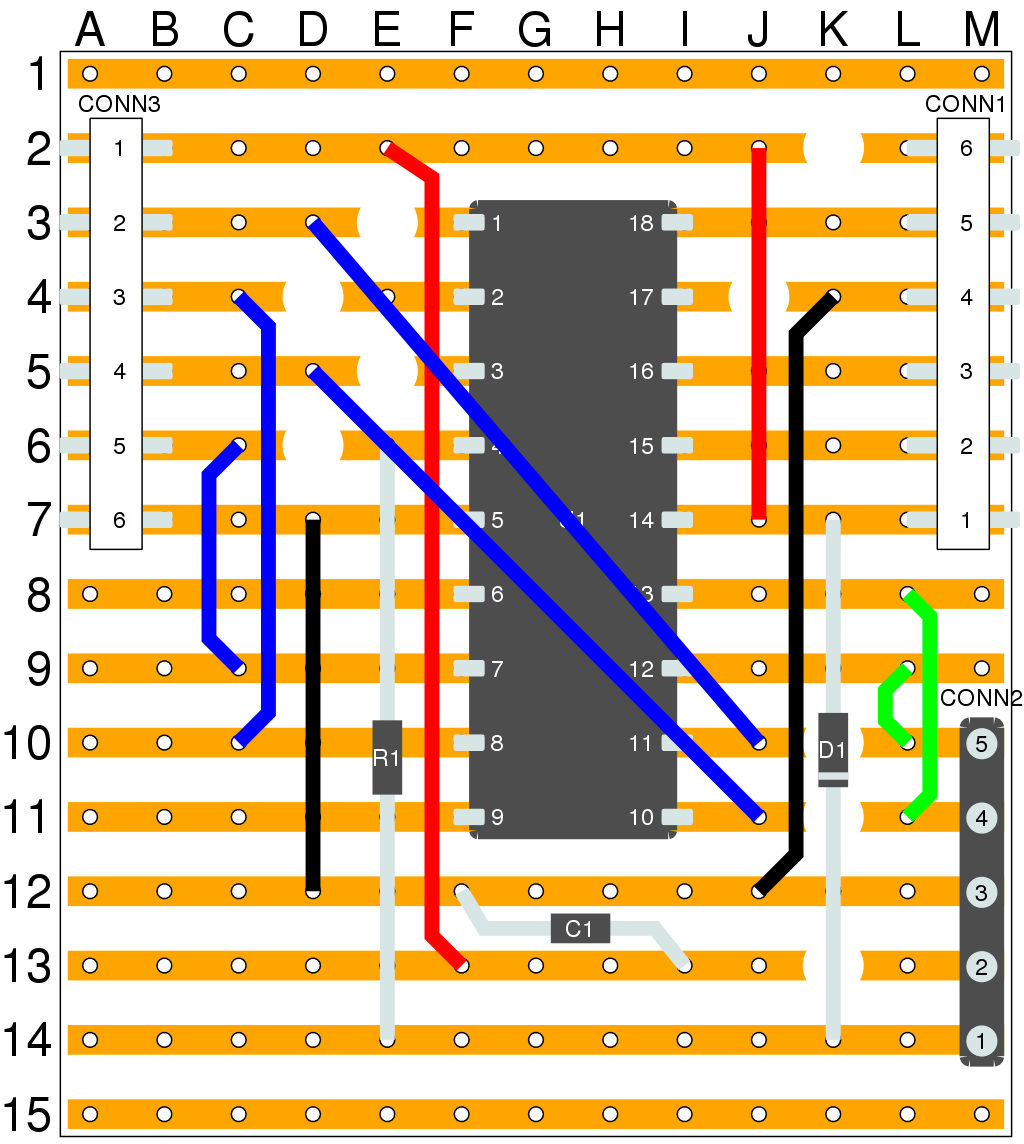 A B C D E F G H I J K L M
1
CONN3 CONN1
2 1 6
3 2 1 18 5
4 3 2 17 4
5 4 3 16 3
6 5 15 2
7 6 5 14 1
8 6
9 7 12
CONN2
10 8 11 5
R1 D1
11 9 10 4
12 3
C1
13 2
14 1
15